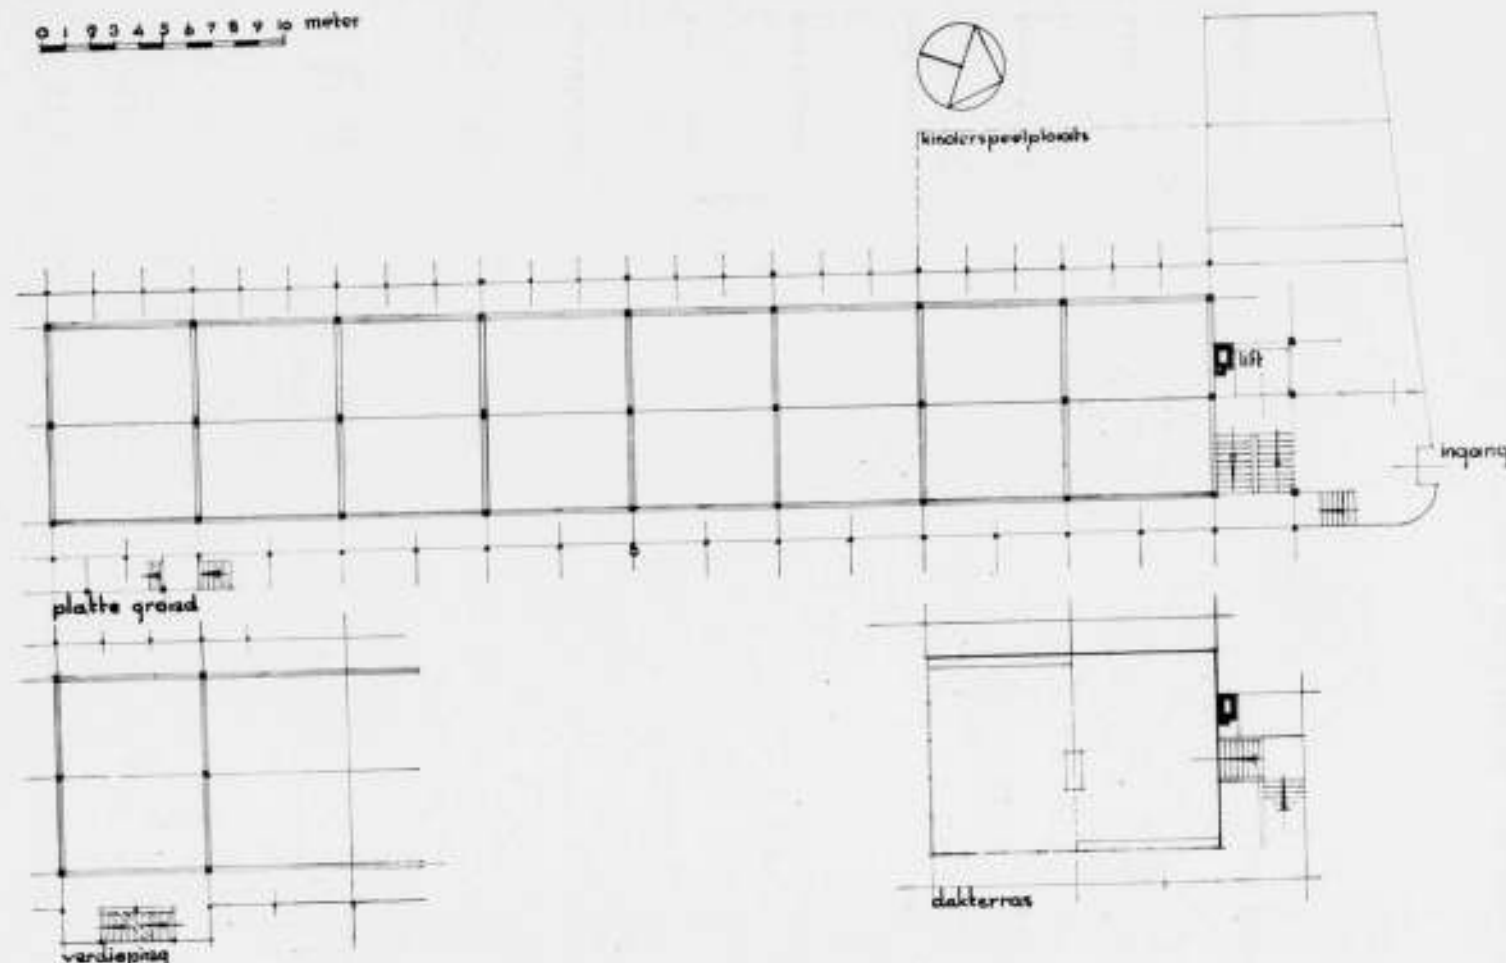 0 1 2 3 4 5 6 7 8 9 10 meter
kinderspeelplaats
lift
ingang
platte grond
verdieping
dakterras